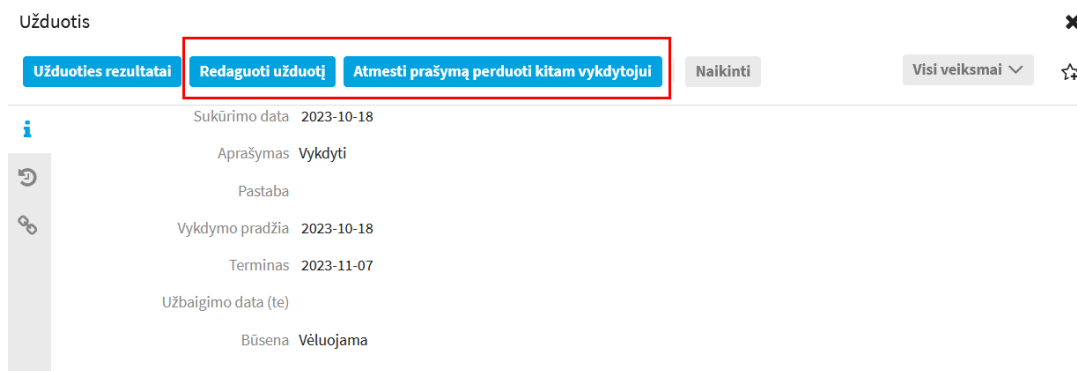 Užduotis
Užduoties rezultatai Redaguoti užduotį Atmesti prašymą perduoti kitam vykdytojui Naikinti Visi veiksmai
Sukūrimo data 2023-10-18
Aprašymas Vykdyti
Pastaba
Vykdymo pradžia 2023-10-18
Terminas 2023-11-07
Užbaigimo data (te)
Būsena Vėluojama